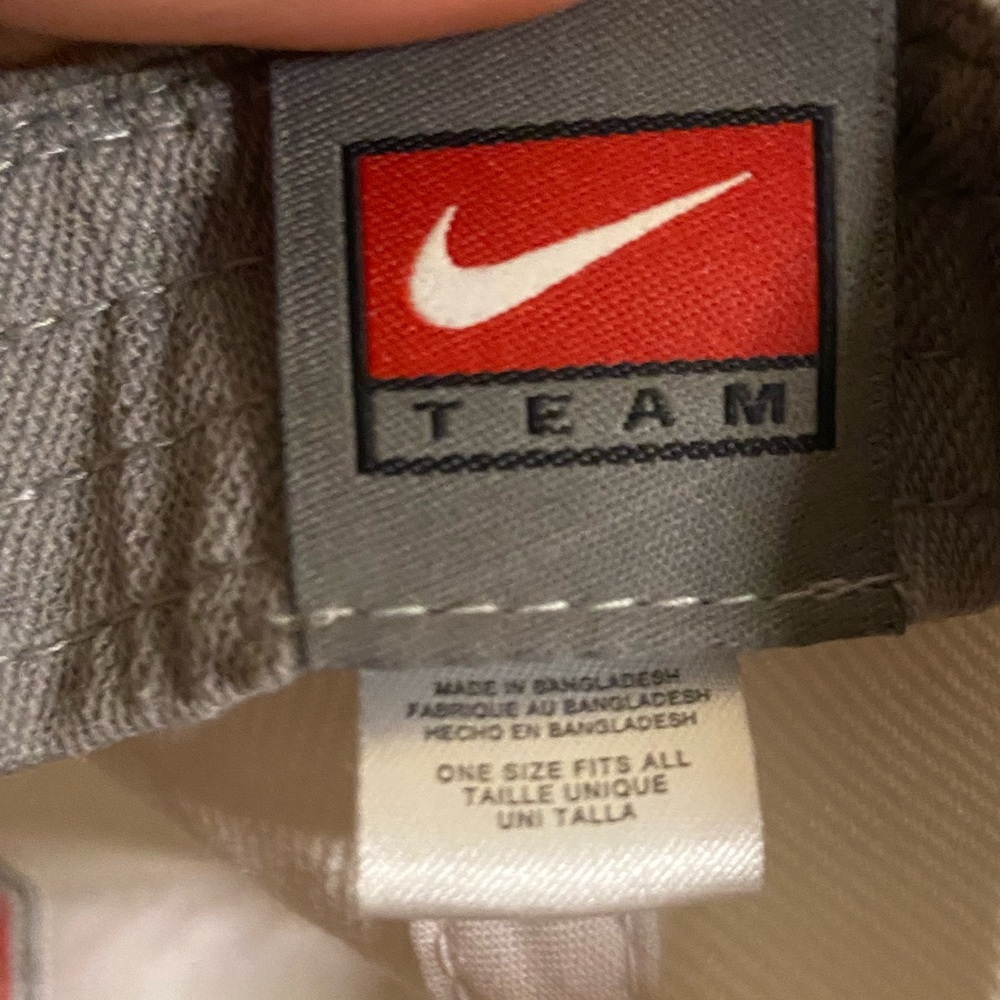 TEAM
MADE IN BANGLADESH
FABRIQUE AU BANGLADESH
HECHO EN BANGLADESH
ONE SIZE FITS ALL
TAILLE UNIQUE
UNI TALLA